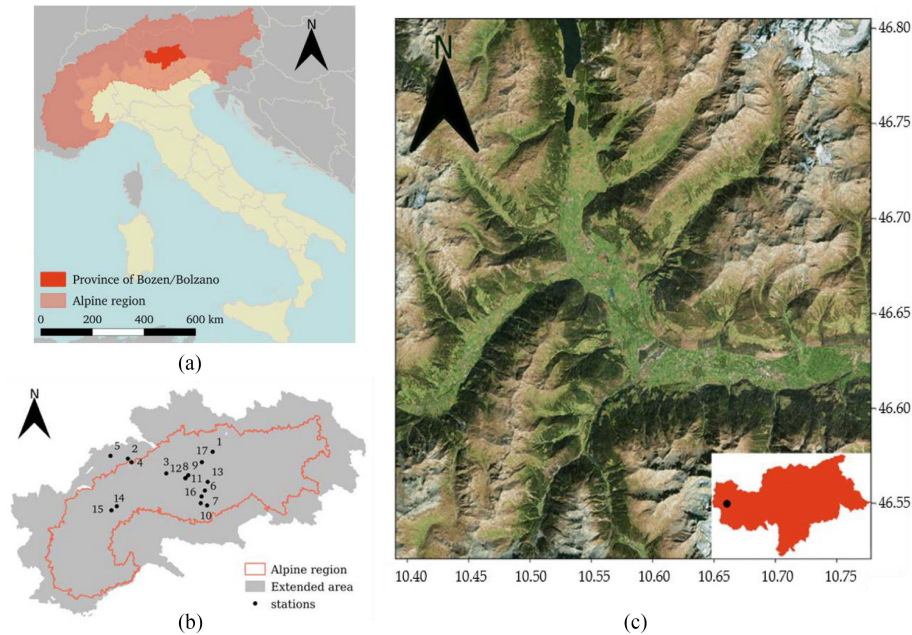 N
Province of Bozen/Bolzano
Alpine region
0 200 400 600 km
(a)
N
1
5 2
4
17
3
12 8 9
11
13
6
16
7
10
14
15
Alpine region
Extended area
stations
(b)
N
46.80
46.75
46.70
46.65
46.60
46.55
10.40 10.45 10.50 10.55 10.60 10.65 10.70 10.75
(c)